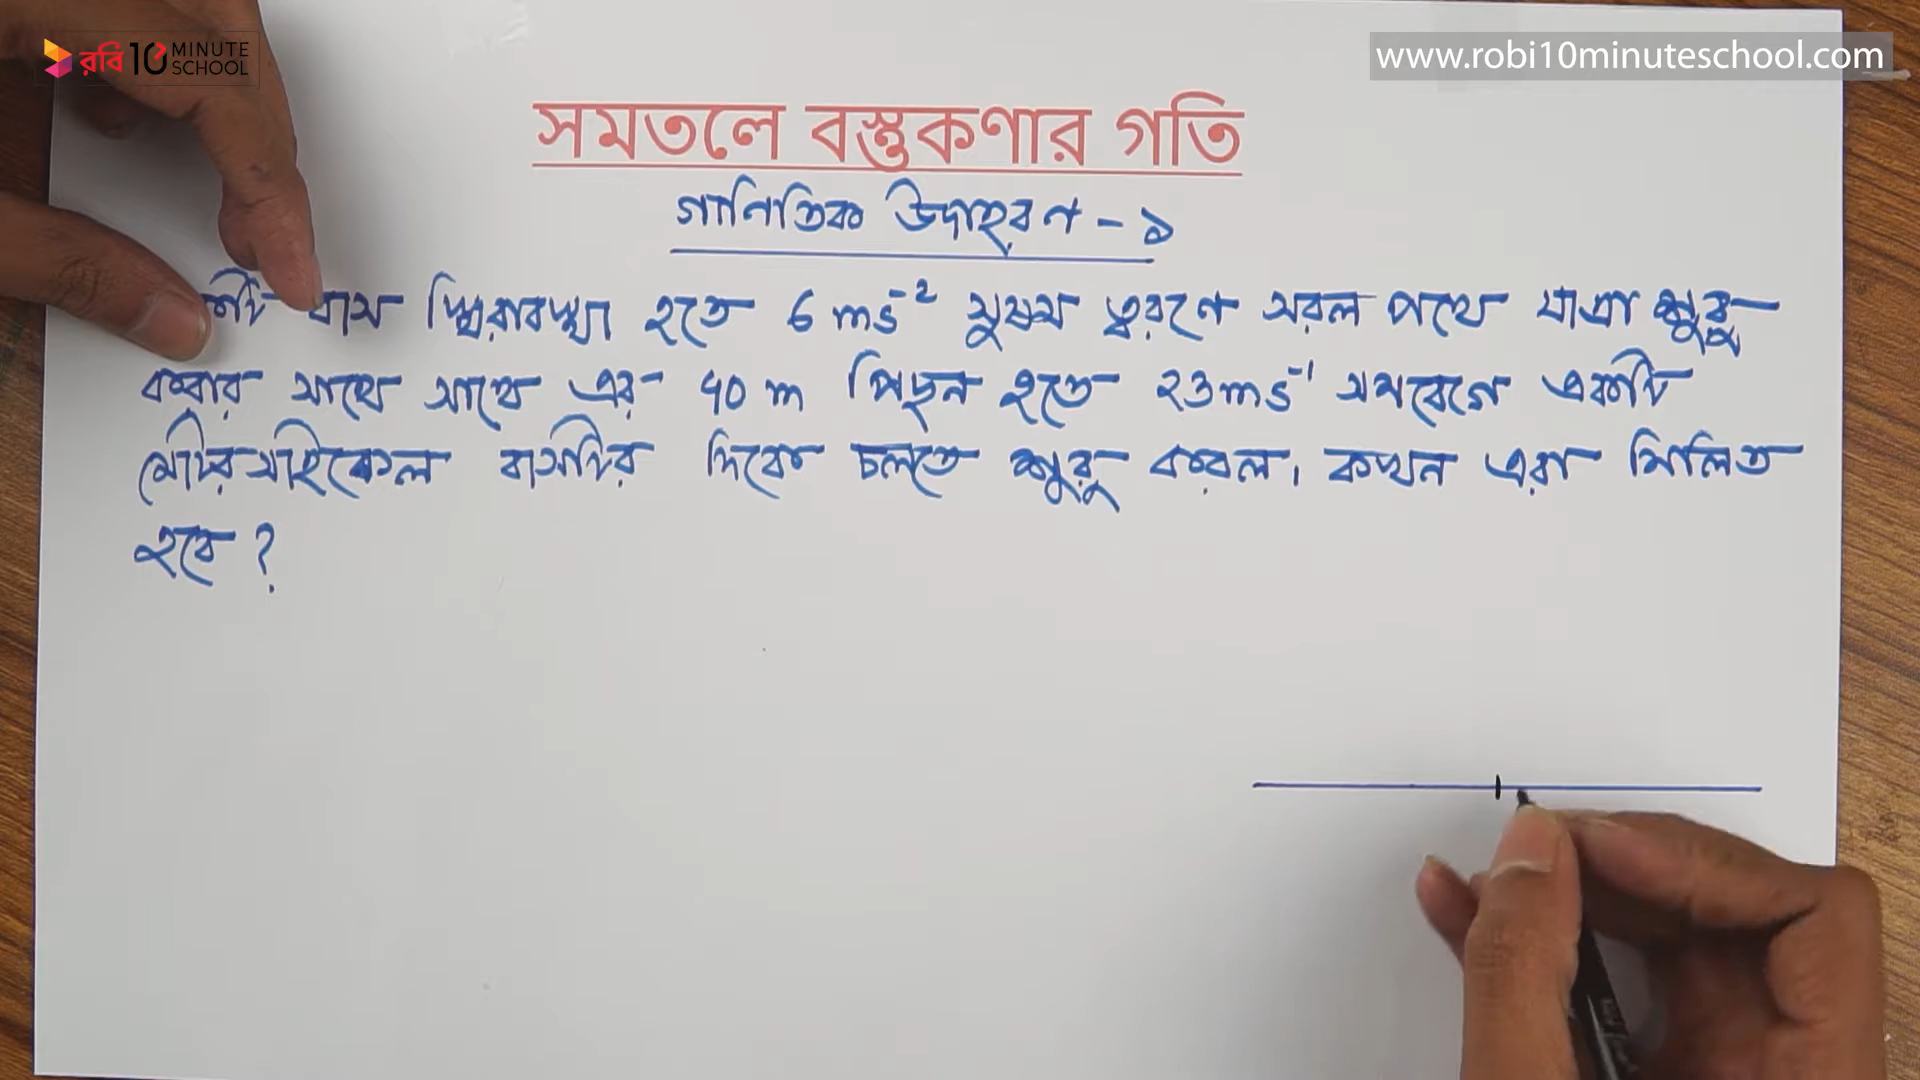 রবি 10 MINUTE SCHOOL
www.robi10minuteschool.com
সমতলে বস্তুকণার গতি
গানিতিক উদাহরণ - ১
বাস স্থিরাবস্থা হতে 6 ms⁻² সুষম ত্বরণে সরল পথে যাত্রা শুরু
করার সাথে সাথে এর 40 m পিছন হতে 23 ms⁻¹ সমবেগে একটি
মোটরসাইকেল বাসটির দিকে চলতে শুরু করল। কখন এরা মিলিত
হবে ?